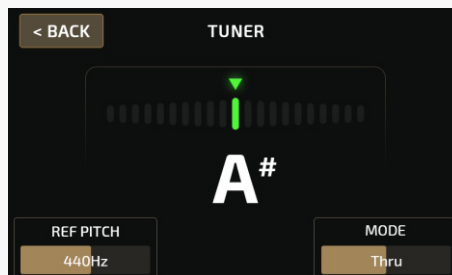 < BACK
TUNER
A#
REF PITCH
MODE
440Hz
Thru